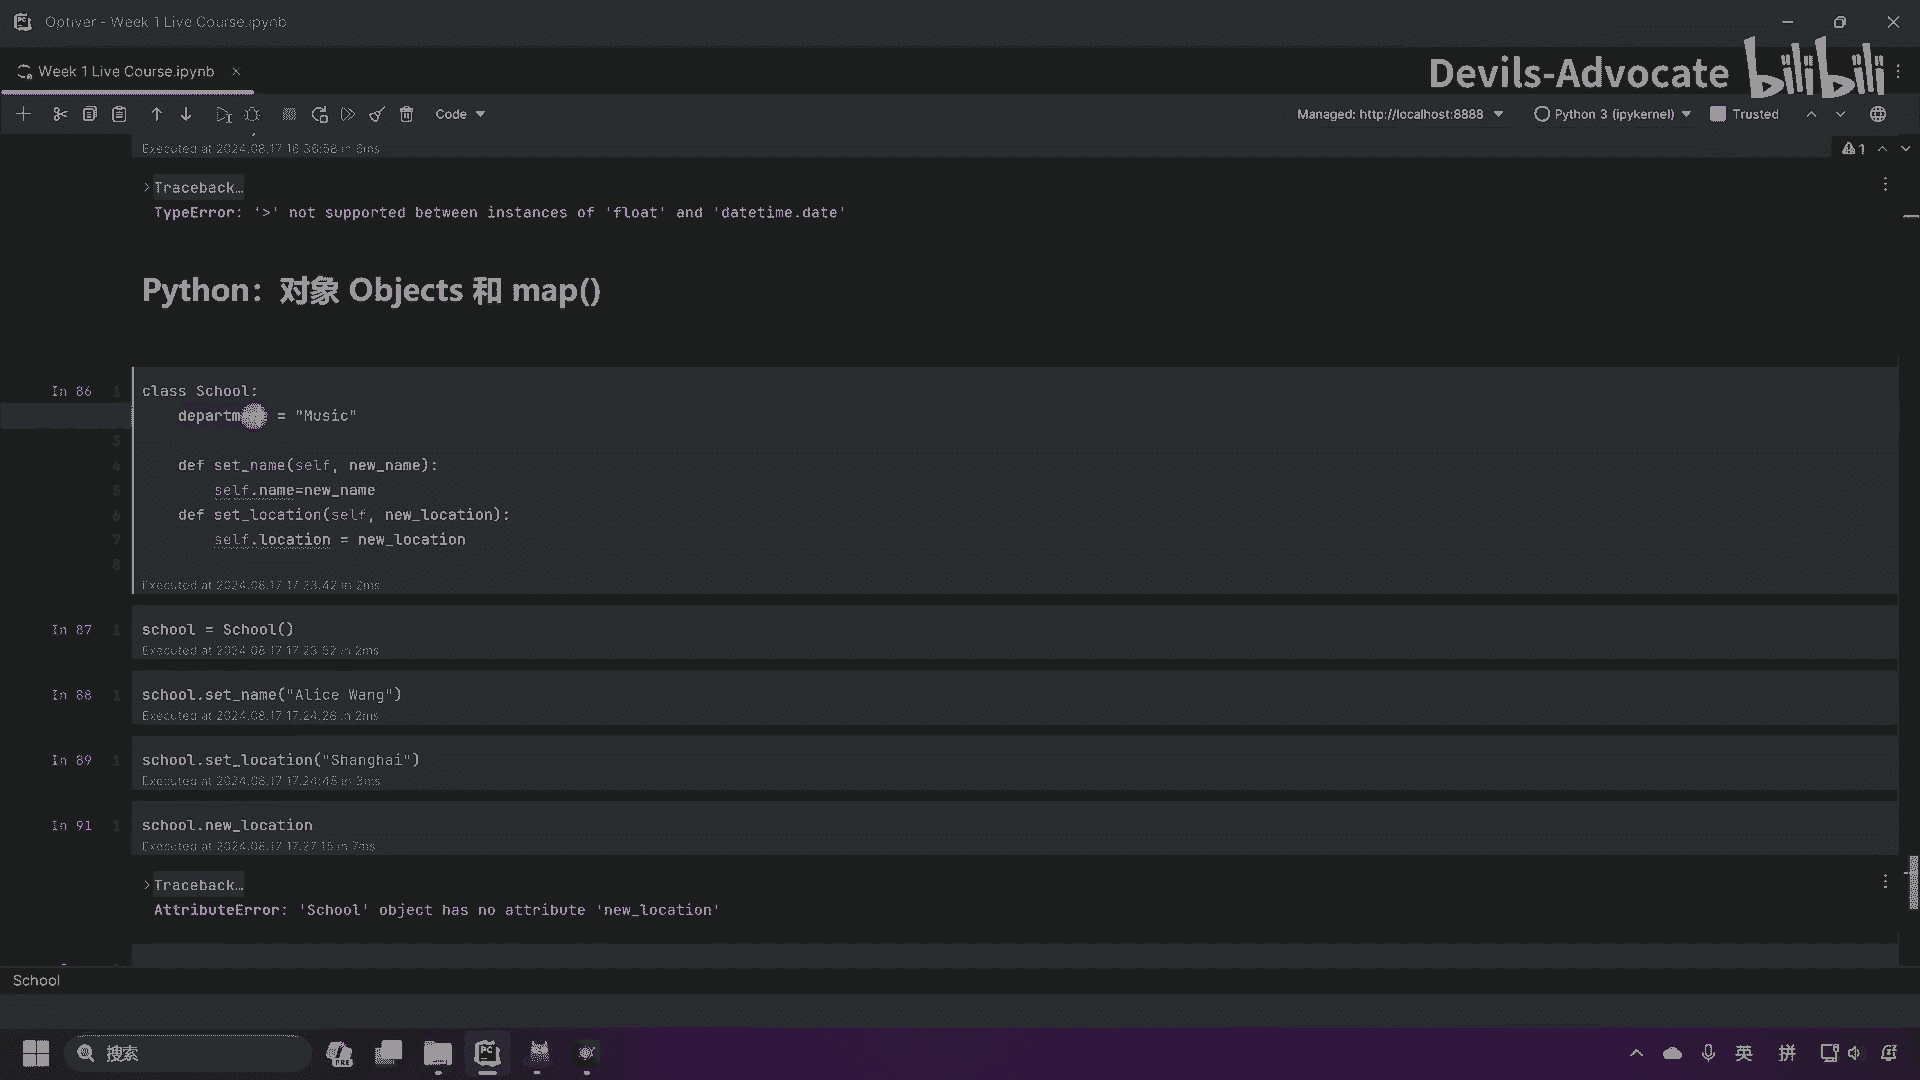 Optiver - Week 1 Live Course.ipynb
Week 1 Live Course.ipynb
Devils-Advocate bilibili
Code
Managed: http://localhost:8888
Python 3 (ipykernel)
Trusted
Executed at 2024.08.17 16:36:58 in 6ms
1
Traceback…
TypeError: '>' not supported between instances of 'float' and 'datetime.date'
Python：对象 Objects 和 map()
In 86
1 class School:
= "Music"
3
4 def set_name(self, new_name):
5 self.name=new_name
6 def set_location(self, new_location):
7 self.location = new_location
8
Executed at 2024.08.17 17:23:42 in 2ms
In 87
1 school = School()
Executed at 2024.08.17 17:23:52 in 2ms
In 88
1 school.set_name("Alice Wang")
Executed at 2024.08.17 17:24:26 in 2ms
In 89
1 school.set_location("Shanghai")
Executed at 2024.08.17 17:24:45 in 3ms
In 91
1 school.new_location
Executed at 2024.08.17 17:27:15 in 7ms
Traceback…
AttributeError: 'School' object has no attribute 'new_location'
School
搜索
PRE
PC
英
拼